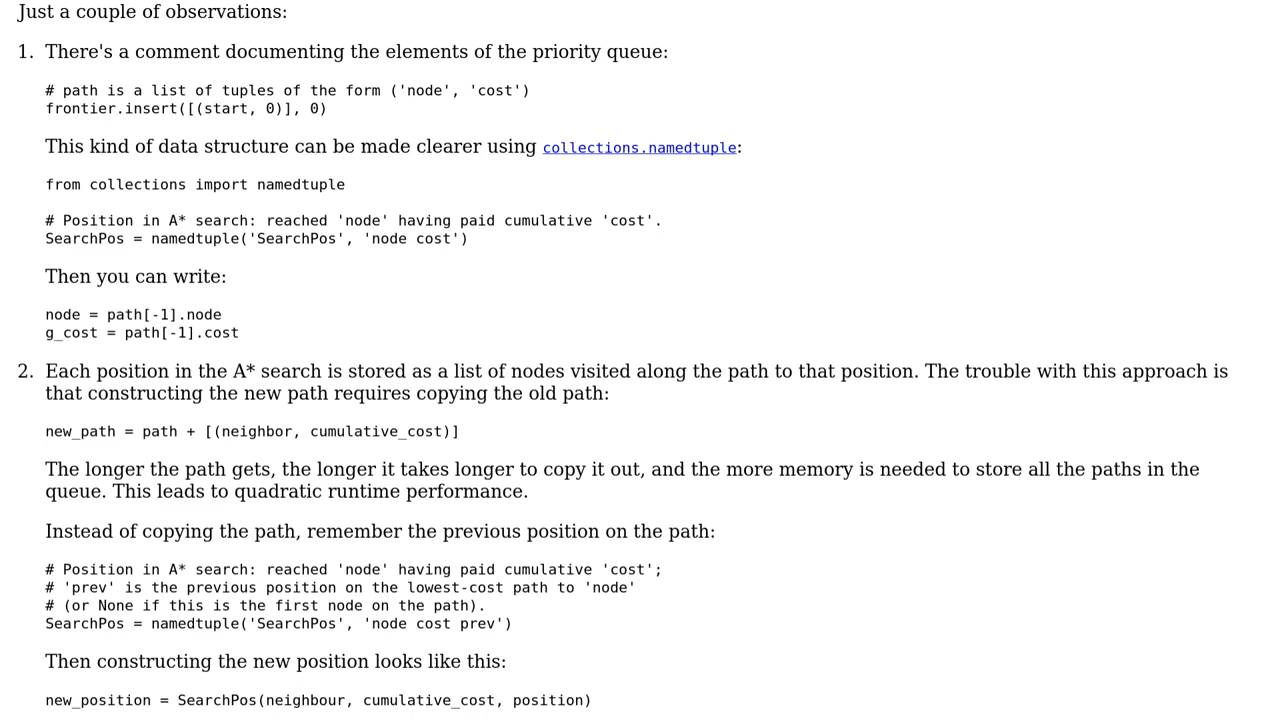 Just a couple of observations:
1. There's a comment documenting the elements of the priority queue:
# path is a list of tuples of the form ('node', 'cost')
frontier.insert([(start, 0)], 0)
This kind of data structure can be made clearer using collections.namedtuple:
from collections import namedtuple
# Position in A* search: reached 'node' having paid cumulative 'cost'.
SearchPos = namedtuple('SearchPos', 'node cost')
Then you can write:
node = path[-1].node
g_cost = path[-1].cost
2. Each position in the A* search is stored as a list of nodes visited along the path to that position. The trouble with this approach is
that constructing the new path requires copying the old path:
new_path = path + [(neighbor, cumulative_cost)]
The longer the path gets, the longer it takes longer to copy it out, and the more memory is needed to store all the paths in the
queue. This leads to quadratic runtime performance.
Instead of copying the path, remember the previous position on the path:
# Position in A* search: reached 'node' having paid cumulative 'cost';
# 'prev' is the previous position on the lowest-cost path to 'node'
# (or None if this is the first node on the path).
SearchPos = namedtuple('SearchPos', 'node cost prev')
Then constructing the new position looks like this:
new_position = SearchPos(neighbour, cumulative_cost, position)